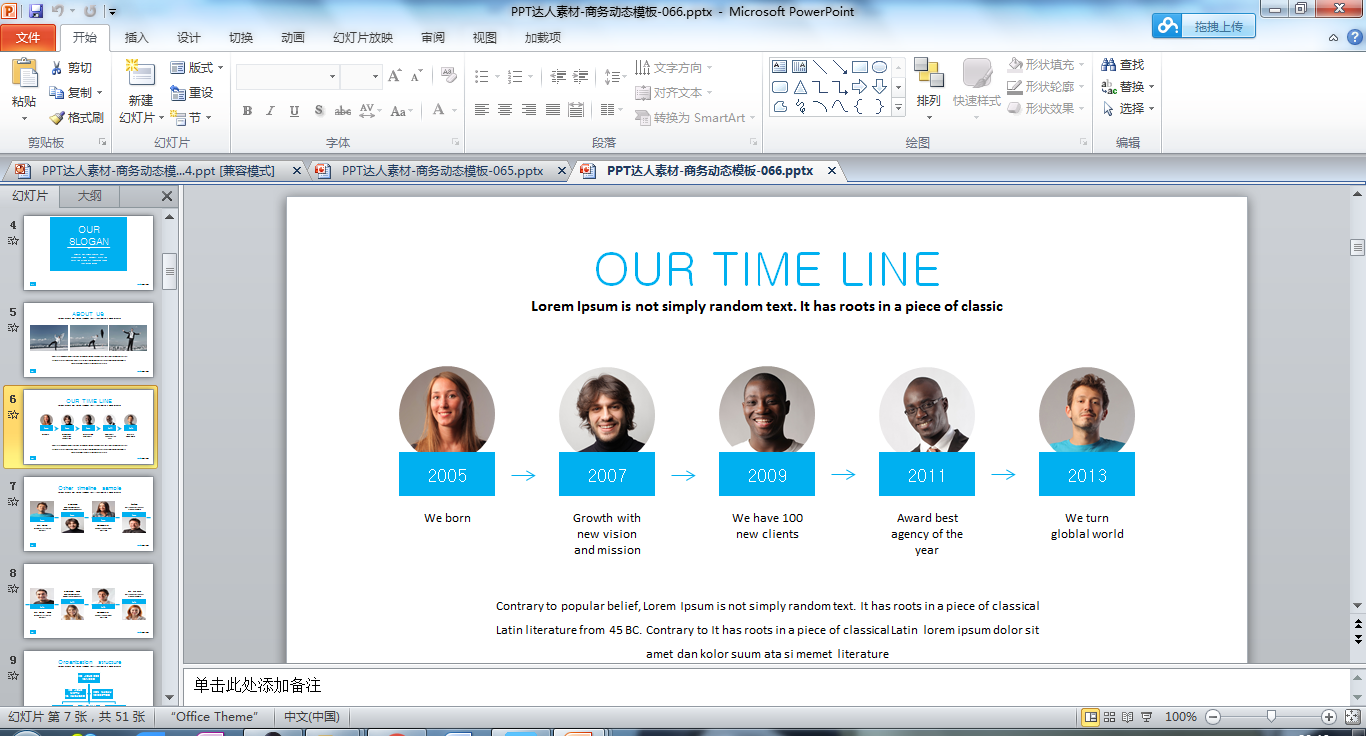 PPT达人素材-商务动态模板-066.pptx - Microsoft PowerPoint
拖拽上传
文件 开始 插入 设计 切换 动画 幻灯片放映 审阅 视图 加载项
粘贴
剪切
复制
格式刷
剪贴板
新建
幻灯片
版式
重设
节
幻灯片
B I U S abc AV Aa A
字体
文字方向
对齐文本
转换为 SmartArt
段落
排列
快速样式
形状填充
形状轮廓
形状效果
绘图
查找
替换
选择
编辑
PPT达人素材-商务动态模...4.ppt [兼容模式]
PPT达人素材-商务动态模板-065.pptx
PPT达人素材-商务动态模板-066.pptx
幻灯片 大纲
4
OUR
SLOGAN
5
ABOUT US
6
OUR TIME LINE
7
Other timeline sample
8
9
Organization structure
OUR TIME LINE
Lorem Ipsum is not simply random text. It has roots in a piece of classic
2005
2007
2009
2011
2013
We born
Growth with
new vision
and mission
We have 100
new clients
Award best
agency of the
year
We turn
globlal world
Contrary to popular belief, Lorem Ipsum is not simply random text. It has roots in a piece of classical
Latin literature from 45 BC. Contrary to It has roots in a piece of classical Latin lorem ipsum dolor sit
amet dan kolor suum ata si memet literature
单击此处添加备注
幻灯片 第 7 张，共 51 张
"Office Theme"
中文(中国)
100%